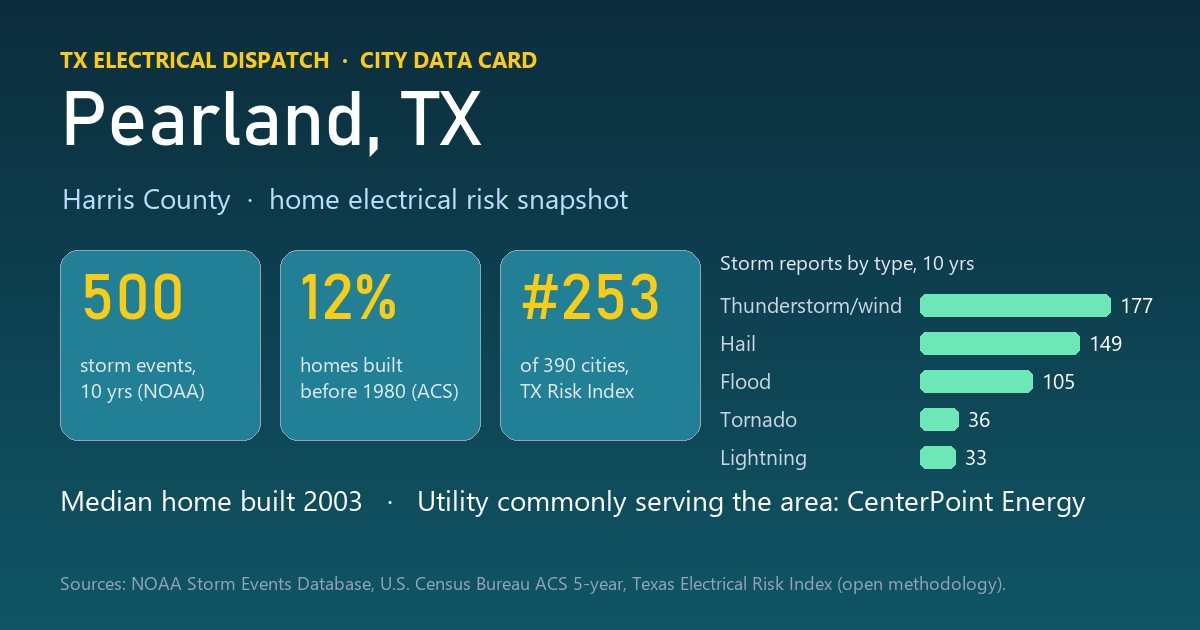 TX ELECTRICAL DISPATCH · CITY DATA CARD
Pearland, TX
Harris County · home electrical risk snapshot
500
storm events,
10 yrs (NOAA)
12%
homes built
before 1980 (ACS)
#253
of 390 cities,
TX Risk Index
Storm reports by type, 10 yrs
Thunderstorm/wind 177
Hail 149
Flood 105
Tornado 36
Lightning 33
Median home built 2003 · Utility commonly serving the area: CenterPoint Energy
Sources: NOAA Storm Events Database, U.S. Census Bureau ACS 5-year, Texas Electrical Risk Index (open methodology).